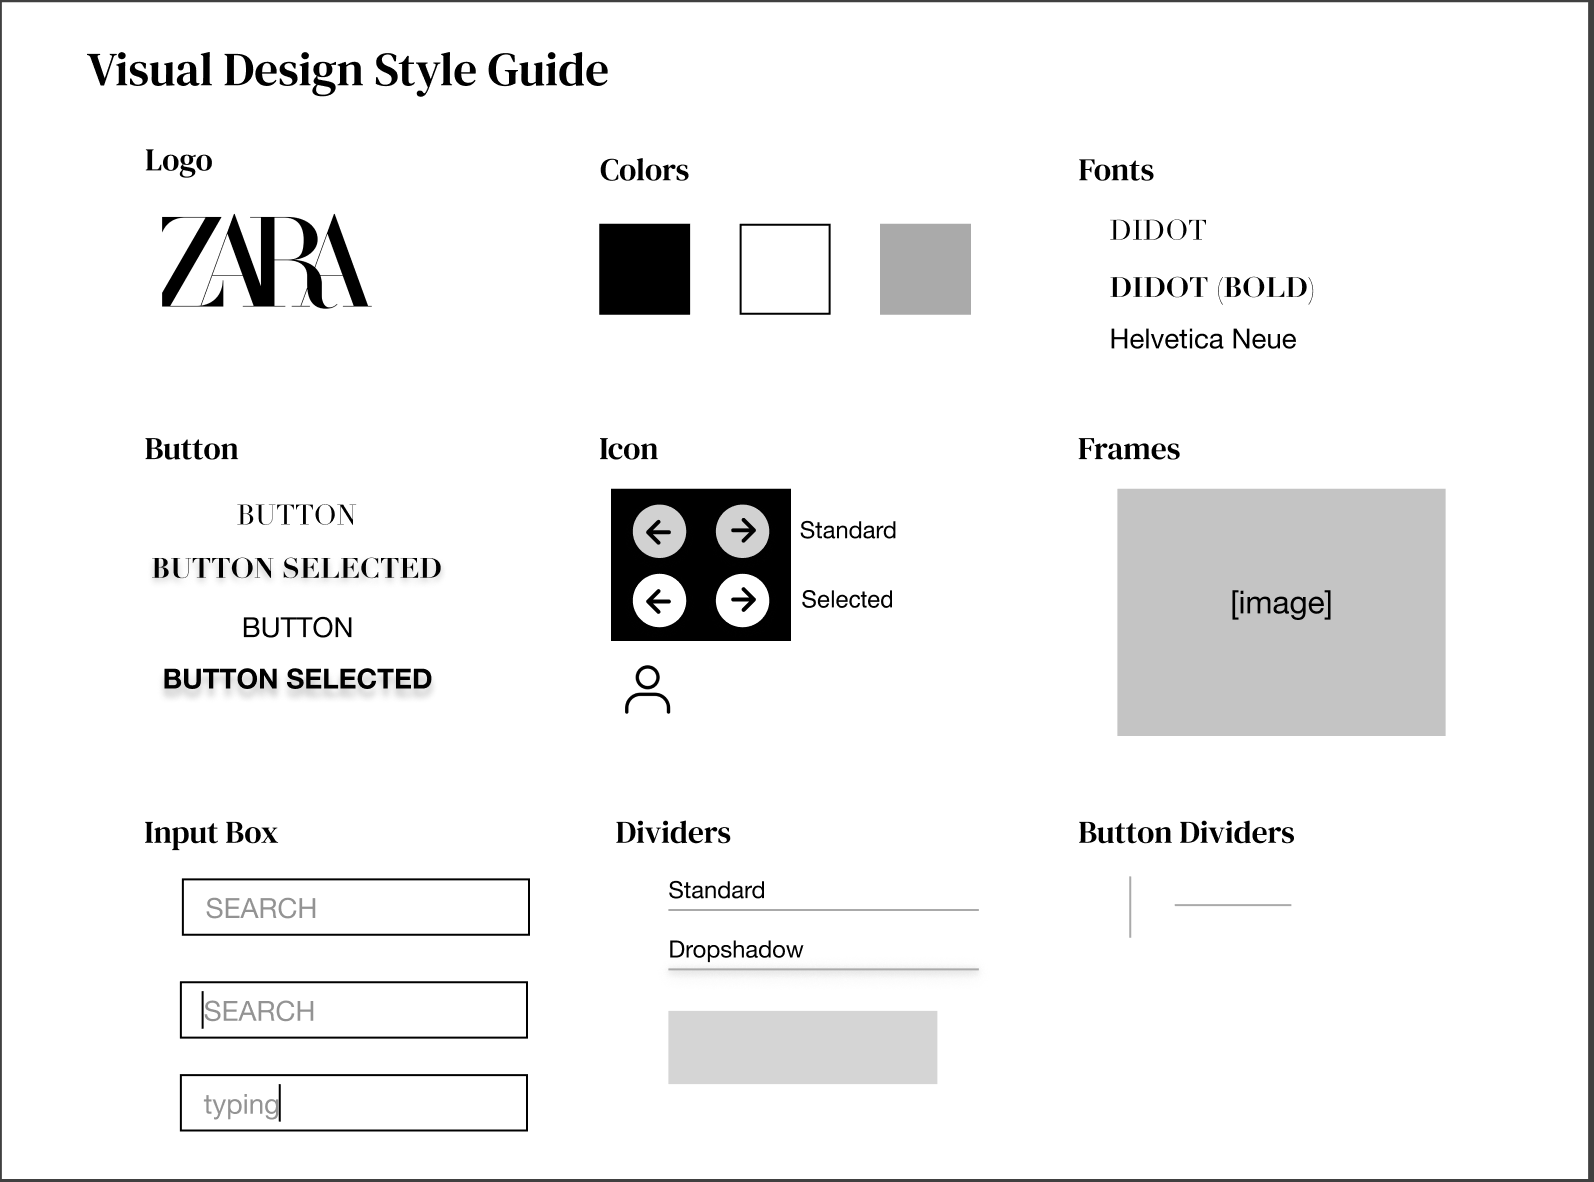 Visual Design Style Guide
Logo
ZARA
Colors
Fonts
DIDOT
DIDOT (BOLD)
Helvetica Neue
Button
BUTTON
BUTTON SELECTED
BUTTON
BUTTON SELECTED
Icon
Standard
Selected
Frames
[image]
Input Box
SEARCH
SEARCH
typing
Dividers
Standard
Dropshadow
Button Dividers